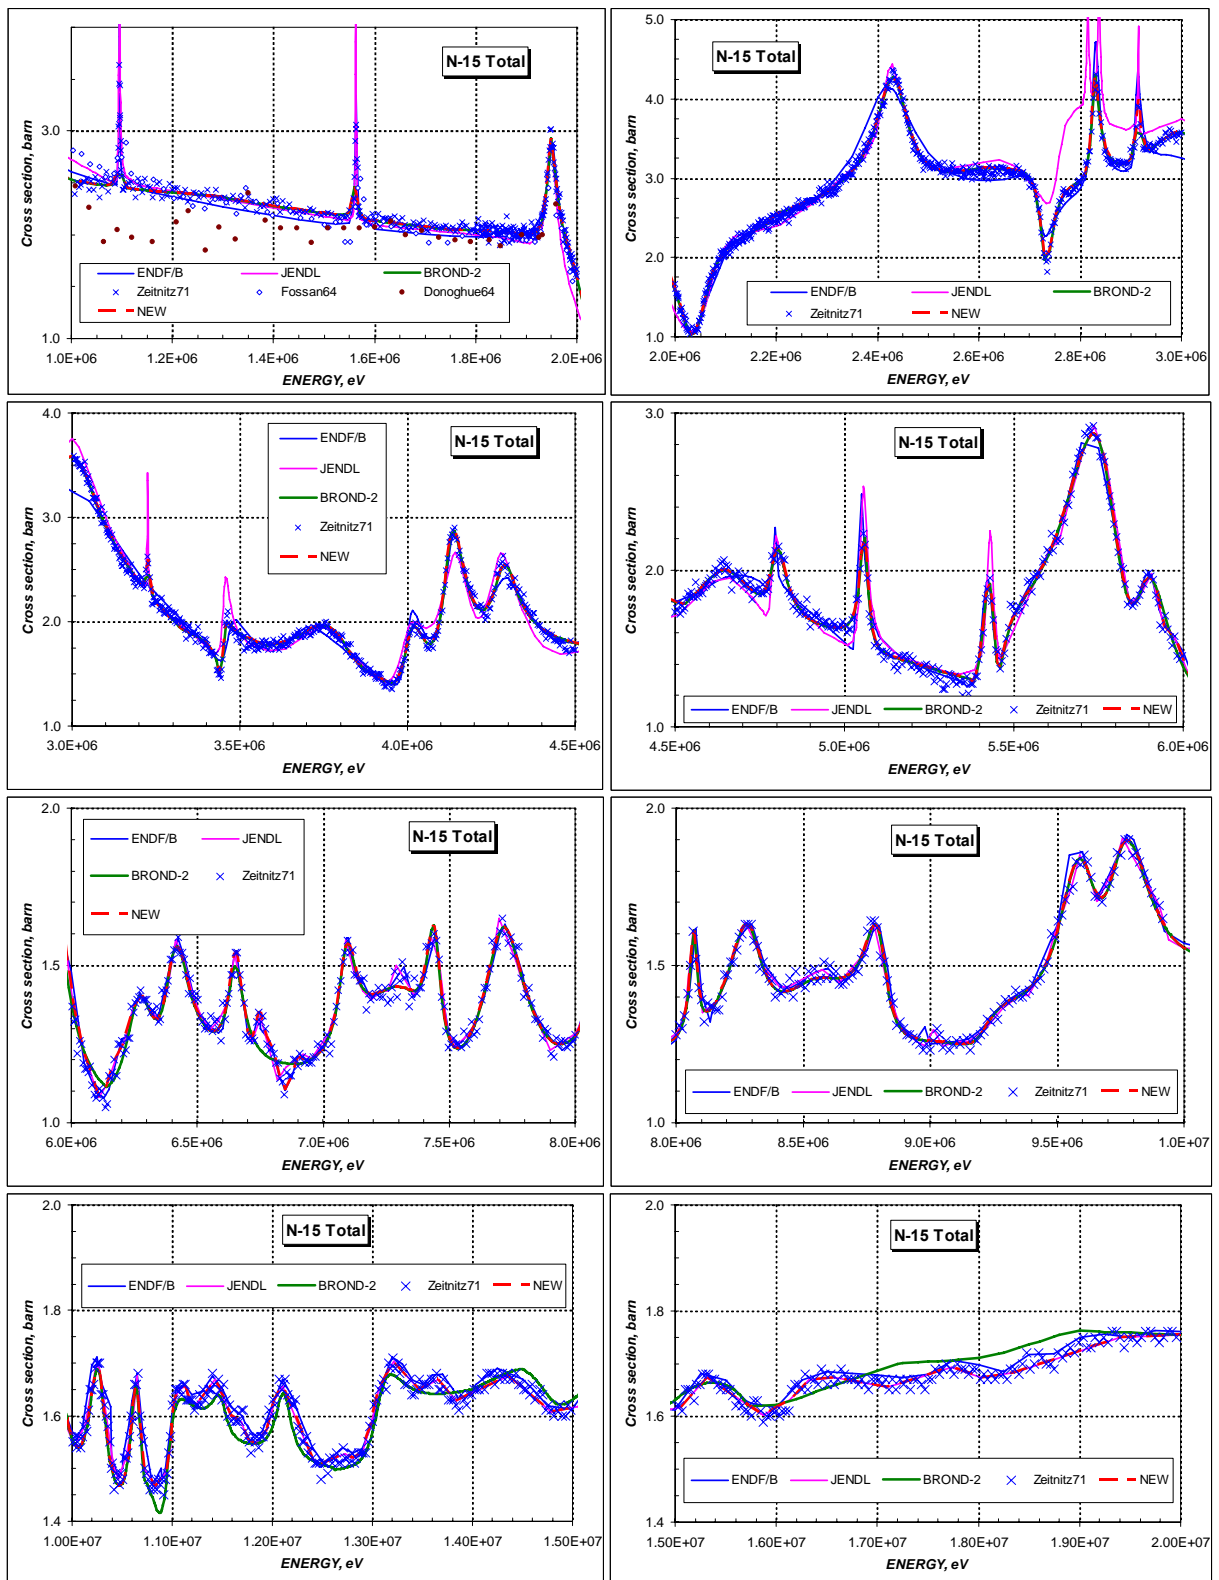 N-15 Total
Cross section, barn
3.0
1.0
ENDF/B JENDL BROND-2
Zeitnitz71 Fossan64 Donoghue64
NEW
1.0E+06 1.2E+06 1.4E+06 1.6E+06 1.8E+06 2.0E+06
ENERGY, eV
N-15 Total
Cross section, barn
5.0
4.0
3.0
2.0
1.0
ENDF/B JENDL BROND-2
Zeitnitz71 NEW
2.0E+06 2.2E+06 2.4E+06 2.6E+06 2.8E+06 3.0E+06
ENERGY, eV
N-15 Total
Cross section, barn
4.0
3.0
2.0
1.0
ENDF/B
JENDL
BROND-2
Zeitnitz71
NEW
3.0E+06 3.5E+06 4.0E+06 4.5E+06
ENERGY, eV
N-15 Total
Cross section, barn
3.0
2.0
1.0
ENDF/B JENDL BROND-2 Zeitnitz71 NEW
4.5E+06 5.0E+06 5.5E+06 6.0E+06
ENERGY, eV
N-15 Total
Cross section, barn
2.0
1.5
1.0
ENDF/B JENDL
BROND-2 Zeitnitz71
NEW
6.0E+06 6.5E+06 7.0E+06 7.5E+06 8.0E+06
ENERGY, eV
N-15 Total
Cross section, barn
2.0
1.5
1.0
ENDF/B JENDL BROND-2 Zeitnitz71 NEW
8.0E+06 8.5E+06 9.0E+06 9.5E+06 1.0E+07
ENERGY, eV
N-15 Total
Cross section, barn
2.0
1.8
1.6
1.4
ENDF/B JENDL BROND-2 Zeitnitz71 NEW
1.00E+07 1.10E+07 1.20E+07 1.30E+07 1.40E+07 1.50E+07
ENERGY, eV
N-15 Total
Cross section, barn
2.0
1.8
1.6
1.4
ENDF/B JENDL BROND-2 Zeitnitz71 NEW
1.50E+07 1.60E+07 1.70E+07 1.80E+07 1.90E+07 2.00E+07
ENERGY, eV